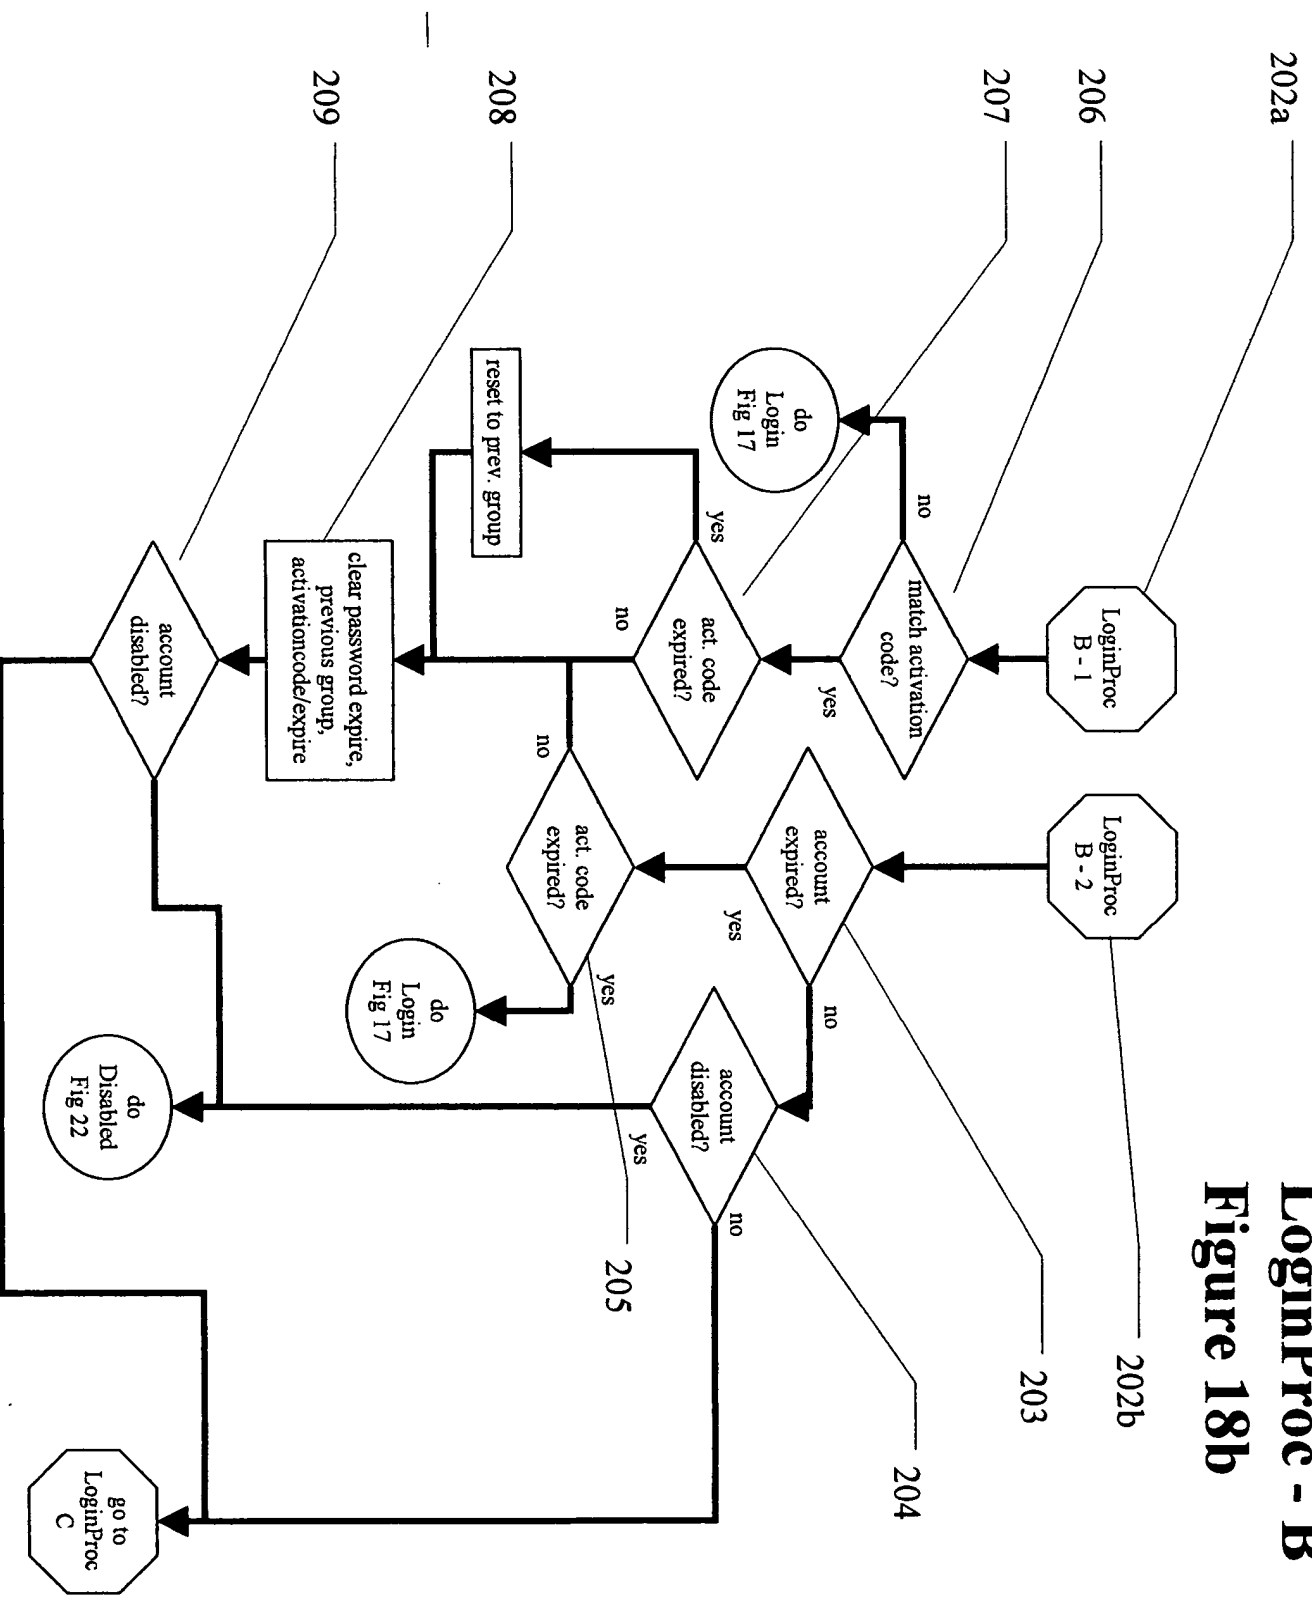 LoginProc - B
Figure 18b
202a
206
207
208
209
LoginProc
B - 1
LoginProc
B - 2
202b
203
204
205
match activation
code?
no
yes
do
Login
Fig 17
account
expired?
no
yes
act. code
expired?
yes
no
account
disabled?
no
yes
act. code
expired?
no
yes
do
Login
Fig 17
reset to prev. group
clear password expire,
previous group,
activationcode/expire
account
disabled?
do
Disabled
Fig 22
go to
LoginProc
C